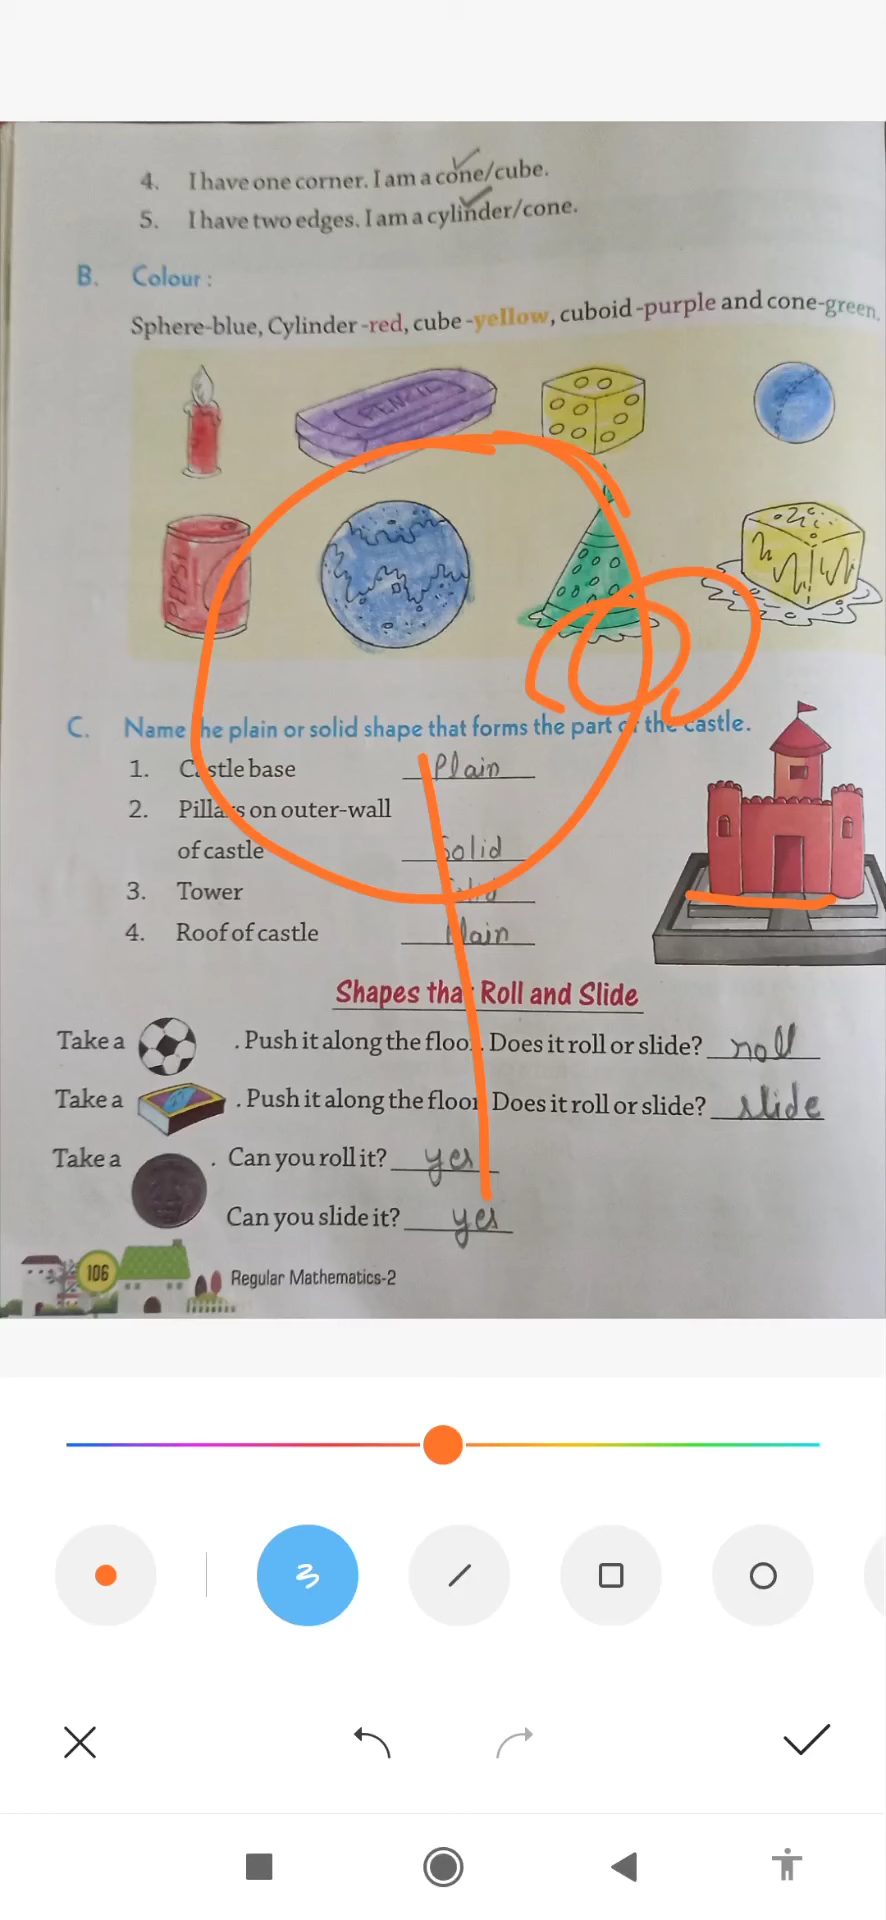 4. I have one corner. I am a cone/cube.
5. I have two edges. I am a cylinder/cone.
B. Colour :
Sphere-blue, Cylinder-red, cube-yellow, cuboid-purple and cone-green.
PENCIL
PEPSI
C. Name the plain or solid shape that forms the part of the castle.
1. Castle base Plain
2. Pillars on outer-wall
of castle Solid
3. Tower Solid
4. Roof of castle Plain
Shapes that Roll and Slide
Take a . Push it along the floor. Does it roll or slide? roll
Take a . Push it along the floor. Does it roll or slide? slide
Take a . Can you roll it? yes
Can you slide it? yes
106 Regular Mathematics-2